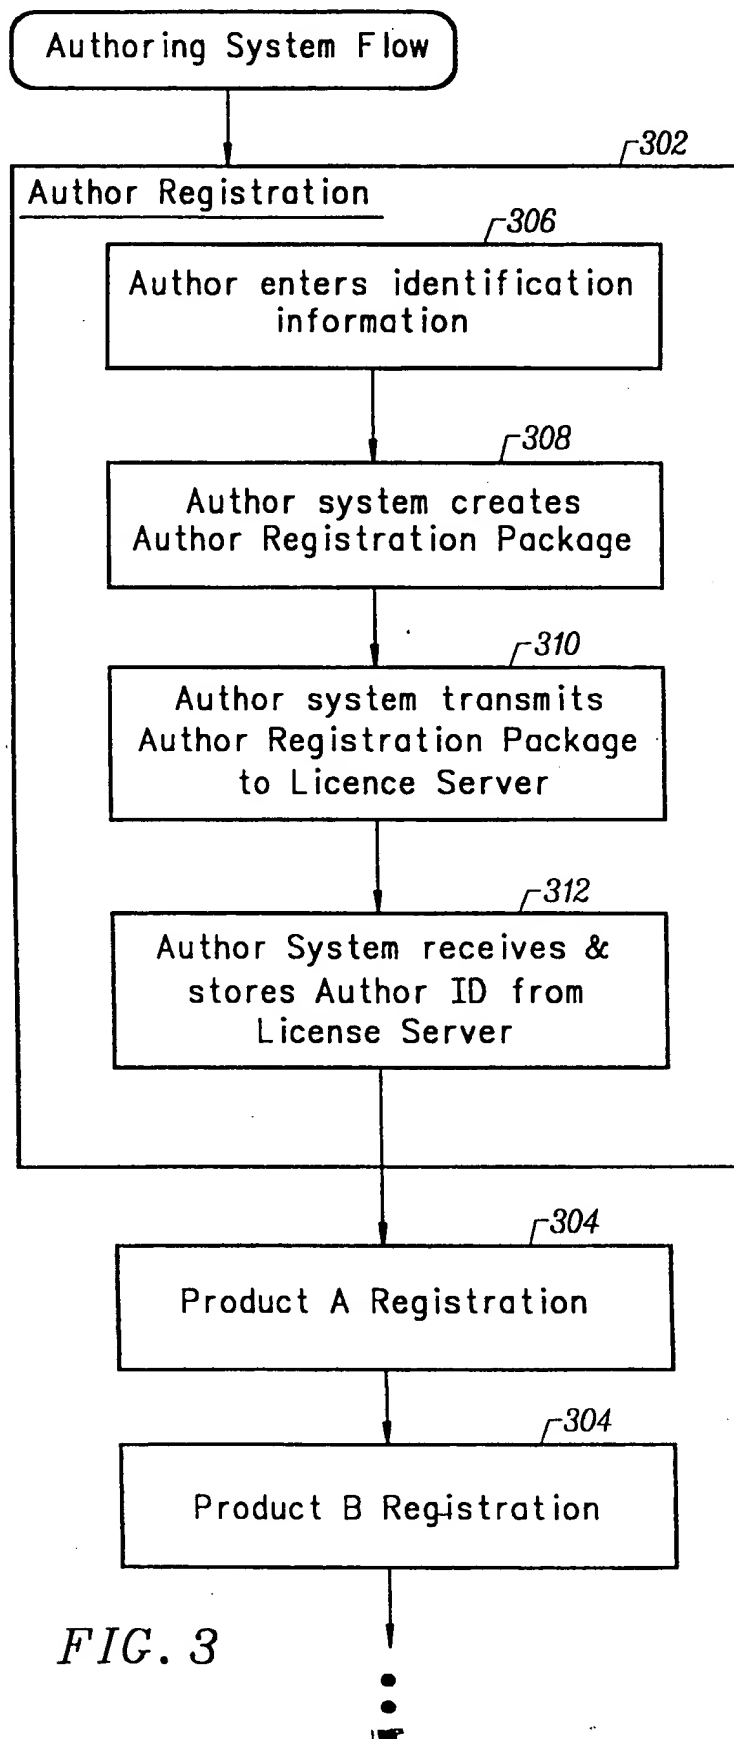 Authoring System Flow
302
Author Registration
306
Author enters identification
information
308
Author system creates
Author Registration Package
310
Author system transmits
Author Registration Package
to Licence Server
312
Author System receives &
stores Author ID from
License Server
304
Product A Registration
304
Product B Registration
FIG. 3